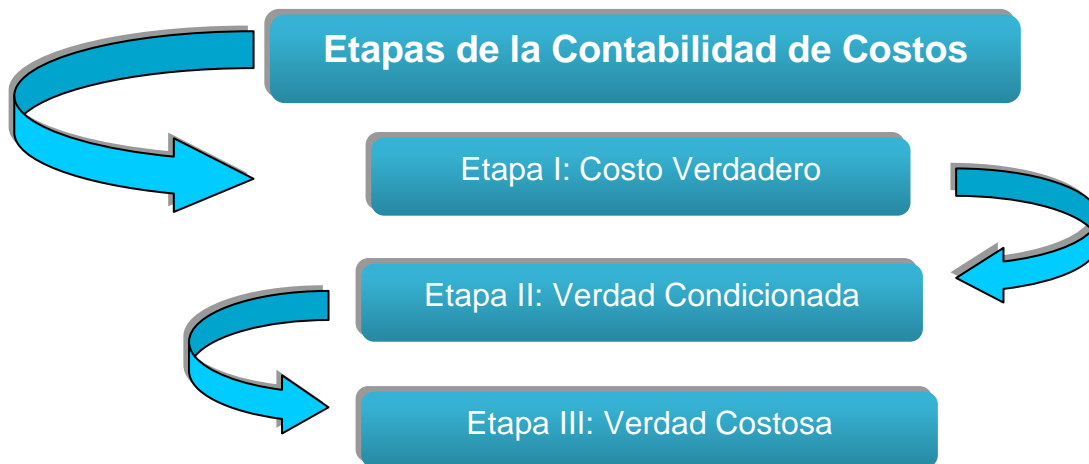 Etapas de la Contabilidad de Costos
Etapa I: Costo Verdadero
Etapa II: Verdad Condicionada
Etapa III: Verdad Costosa